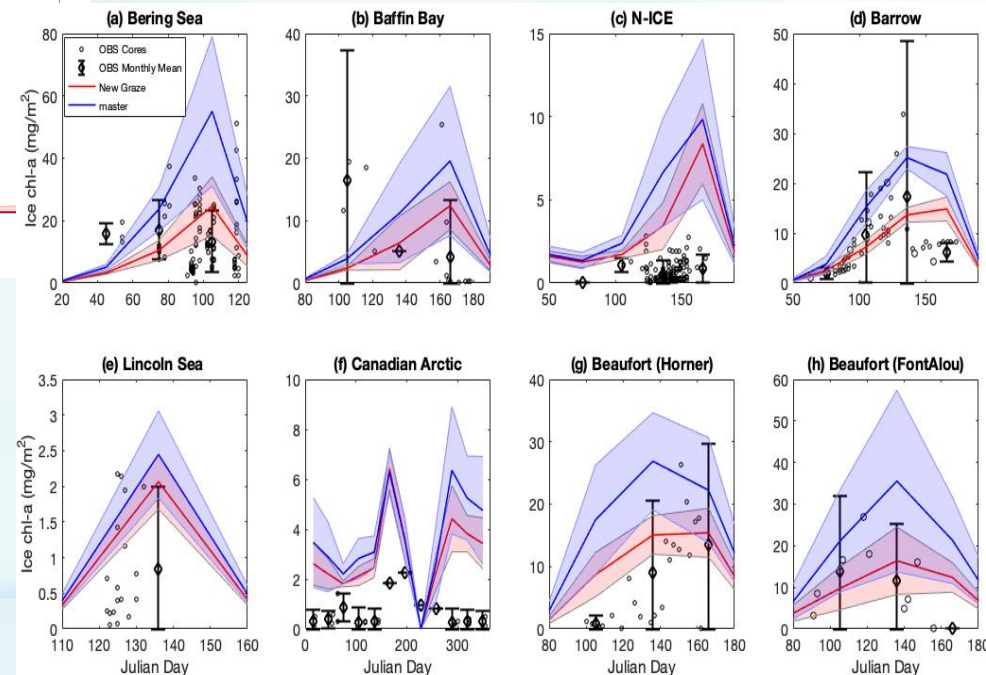 (a) Bering Sea
(b) Baffin Bay
(c) N-ICE
(d) Barrow
Ice chl-a (mg/m²)
80
60
40
20
0
20 40 60 80 100 120
OBS Cores
OBS Monthly Mean
New Graze
master
40
30
20
10
0
80 100 120 140 160 180
15
10
5
0
50 100 150
50
40
30
20
10
0
50 100 150
(e) Lincoln Sea
(f) Canadian Arctic
(g) Beaufort (Horner)
(h) Beaufort (FontAlou)
Ice chl-a (mg/m²)
3.5
3
2.5
2
1.5
1
0.5
0
110 120 130 140 150 160
Julian Day
10
8
6
4
2
0
0 100 200 300
Julian Day
40
30
20
10
0
80 100 120 140 160 180
Julian Day
60
50
40
30
20
10
0
80 100 120 140 160 180
Julian Day